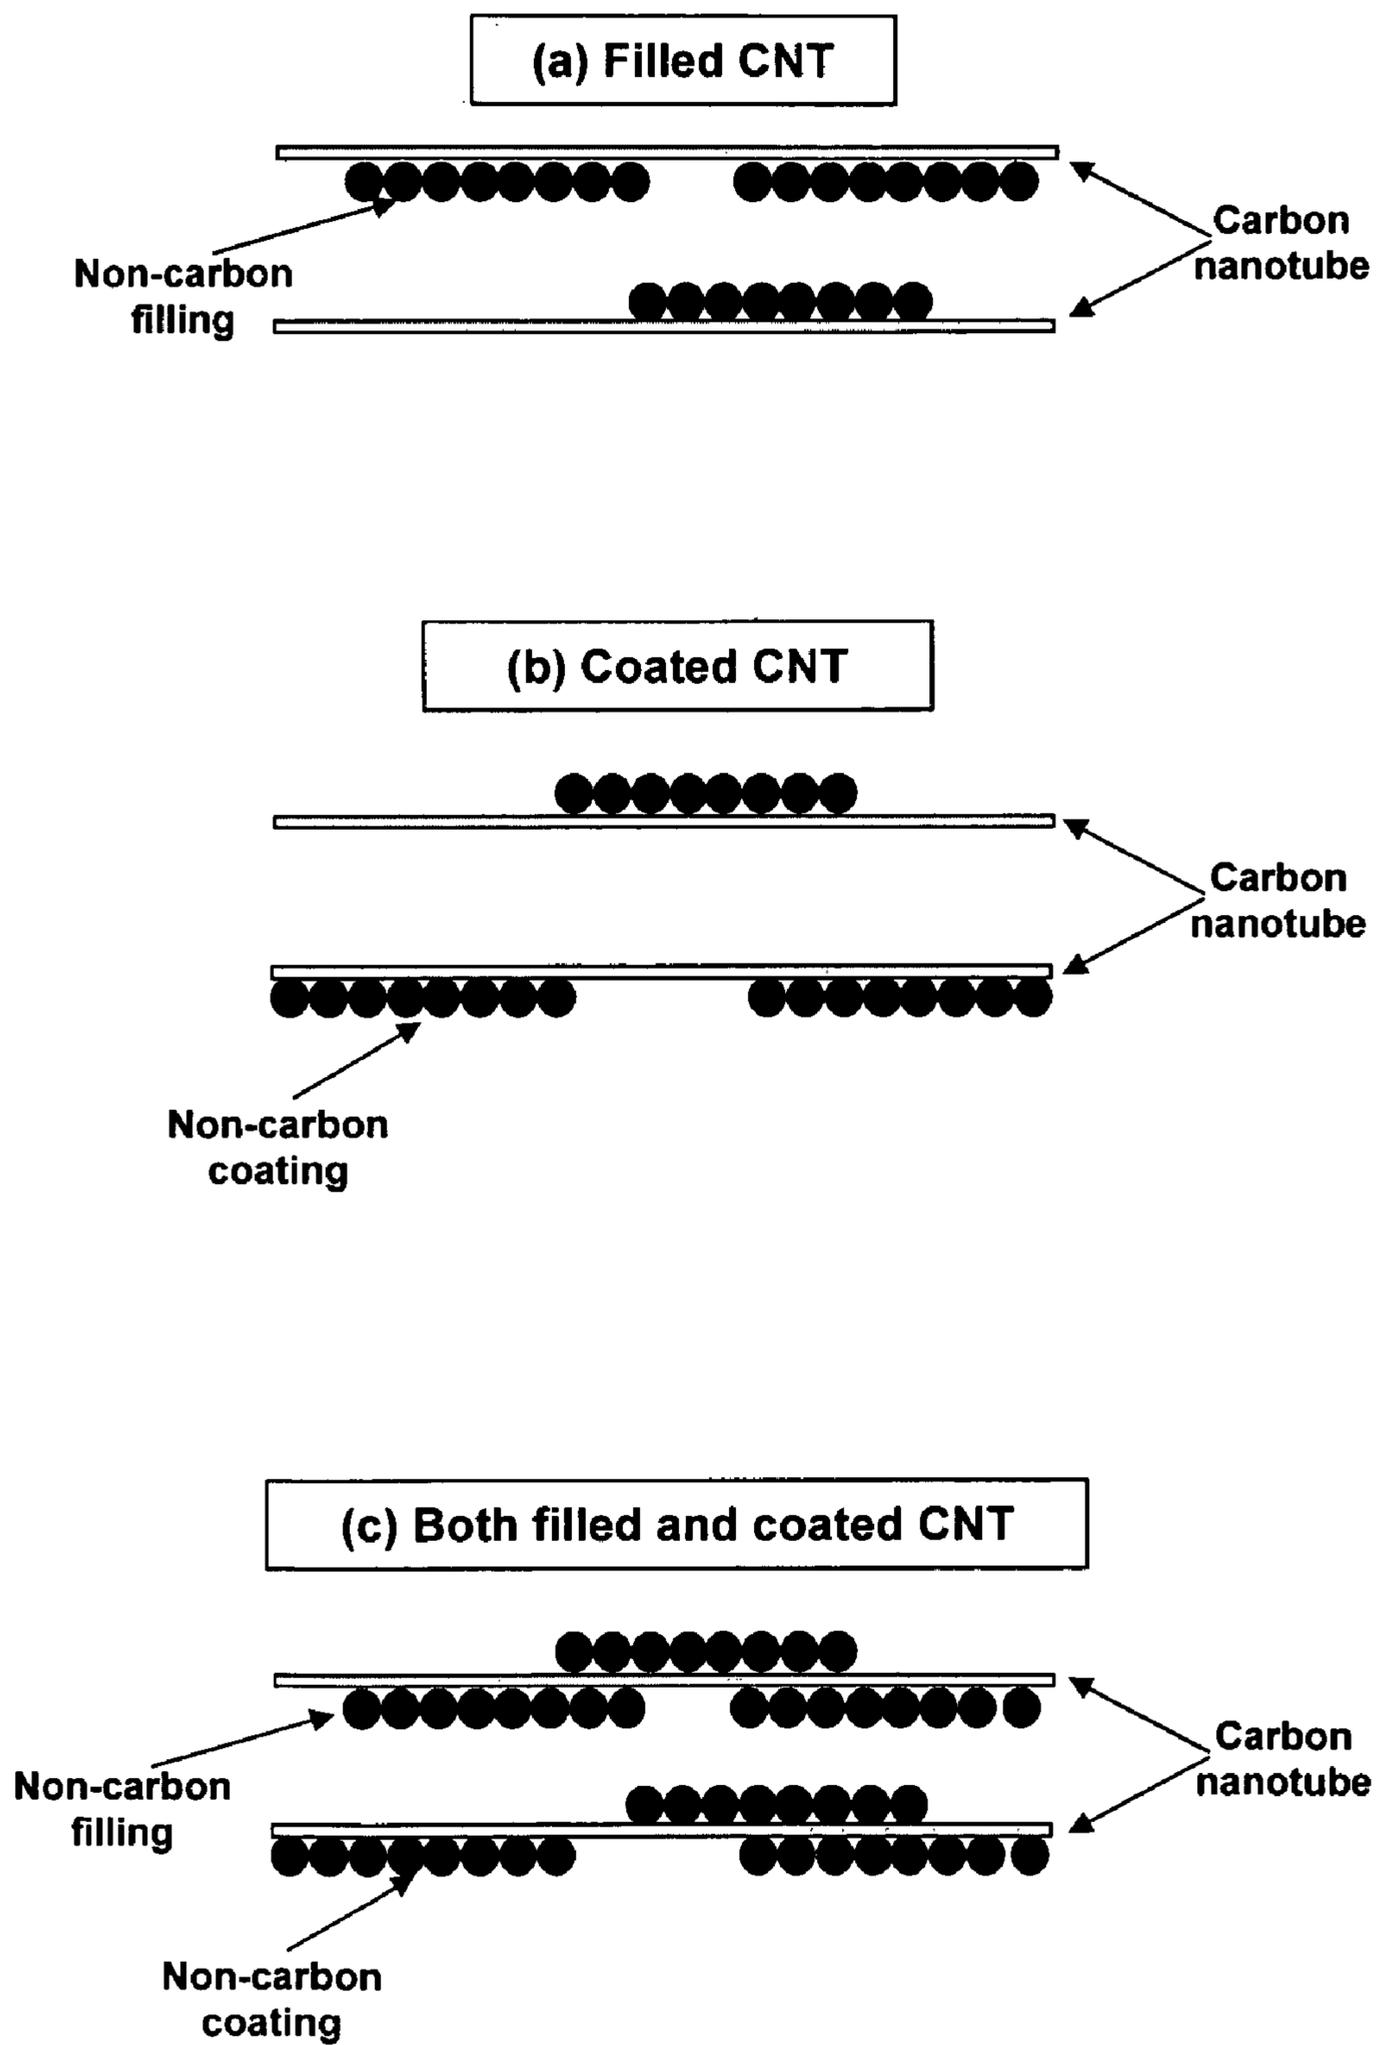 (a) Filled CNT
Carbon
nanotube
Non-carbon
filling
(b) Coated CNT
Carbon
nanotube
Non-carbon
coating
(c) Both filled and coated CNT
Carbon
nanotube
Non-carbon
filling
Non-carbon
coating